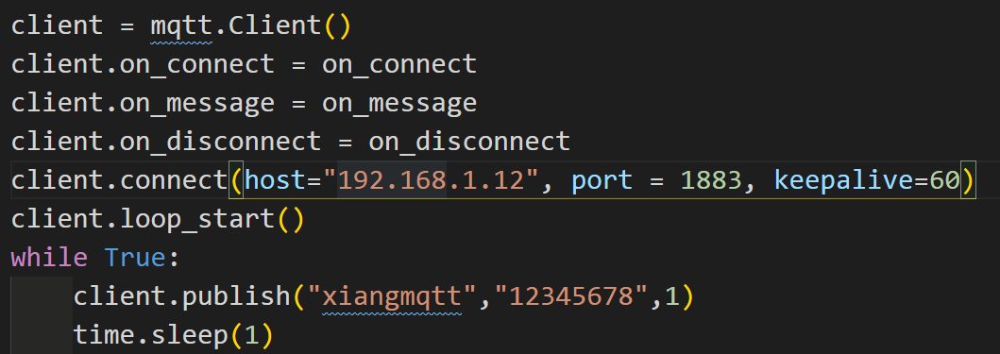 client = mqtt.Client()
client.on_connect = on_connect
client.on_message = on_message
client.on_disconnect = on_disconnect
client.connect(host="192.168.1.12", port = 1883, keepalive=60)
client.loop_start()
while True:
    client.publish("xiangmqtt","12345678",1)
    time.sleep(1)